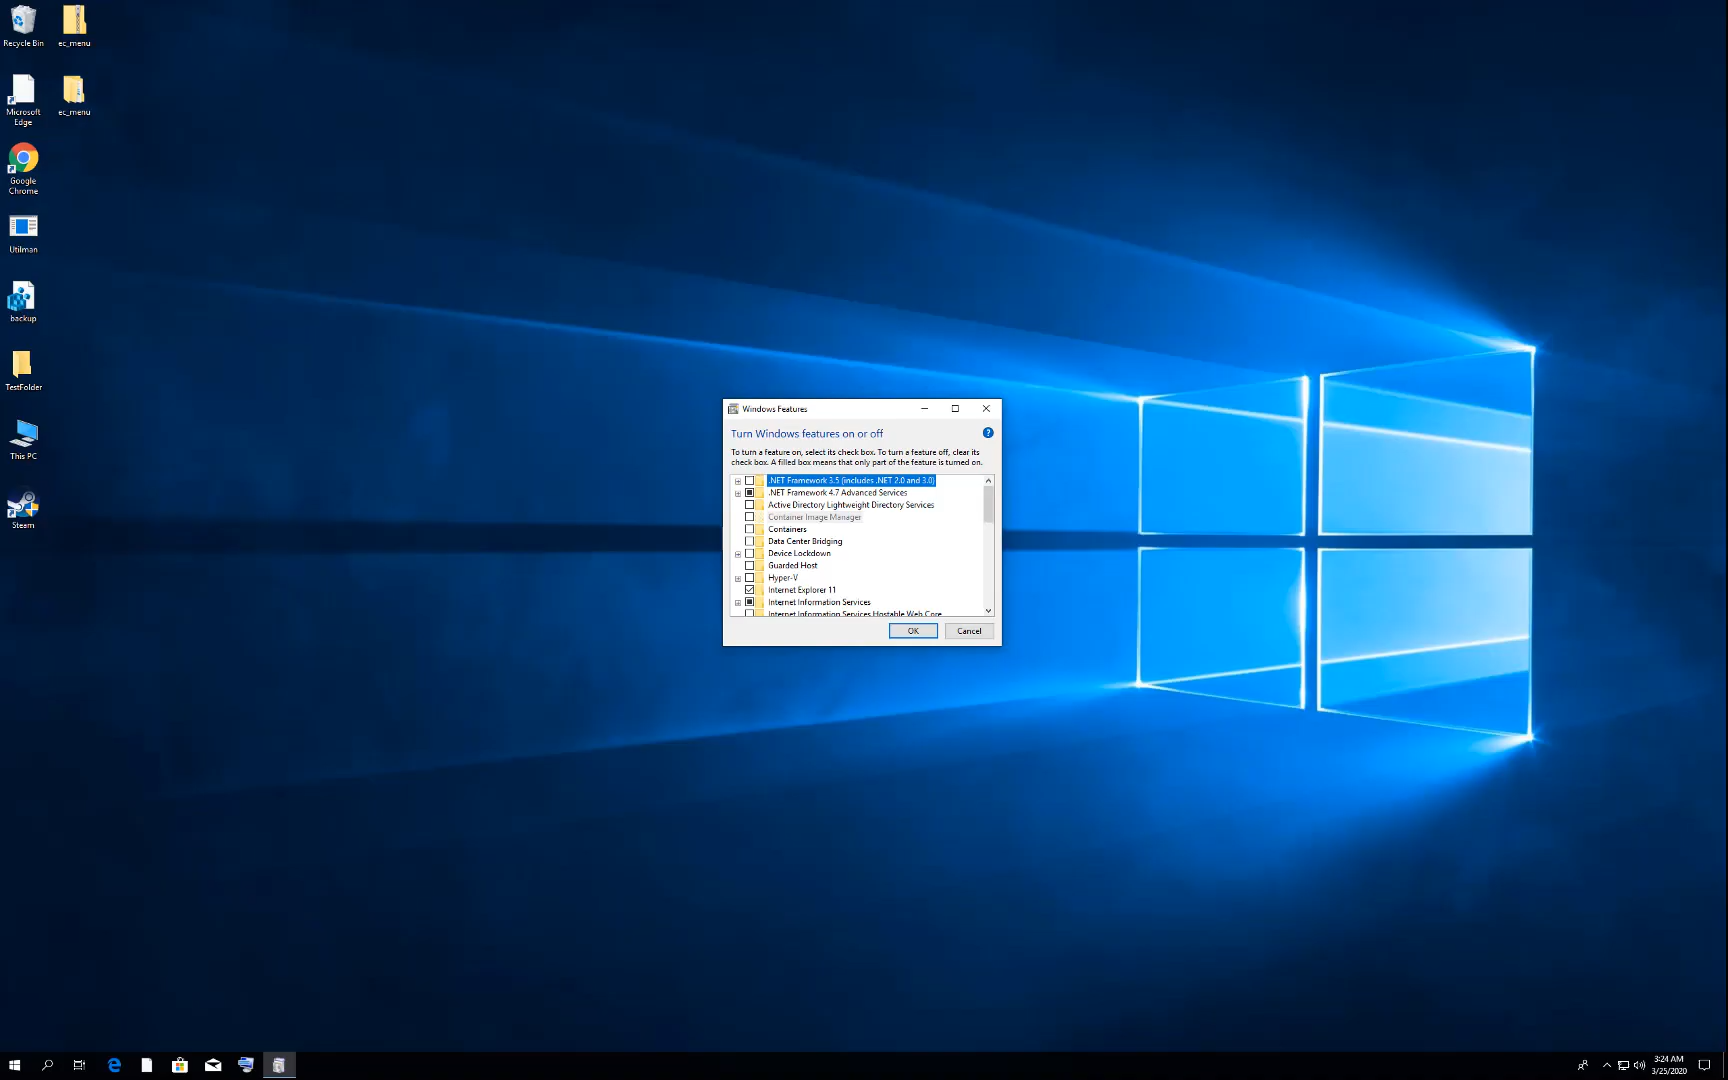 Recycle Bin
ec_menu
Microsoft
Edge
ec_menu
Google
Chrome
Utilman
backup
TestFolder
This PC
Steam
Windows Features
Turn Windows features on or off
To turn a feature on, select its check box. To turn a feature off, clear its
check box. A filled box means that only part of the feature is turned on.
.NET Framework 3.5 (includes .NET 2.0 and 3.0)
.NET Framework 4.7 Advanced Services
Active Directory Lightweight Directory Services
Container Image Manager
Containers
Data Center Bridging
Device Lockdown
Guarded Host
Hyper-V
Internet Explorer 11
Internet Information Services
Internet Information Services Hostable Web Core
OK
Cancel
3:24 AM
3/25/2020